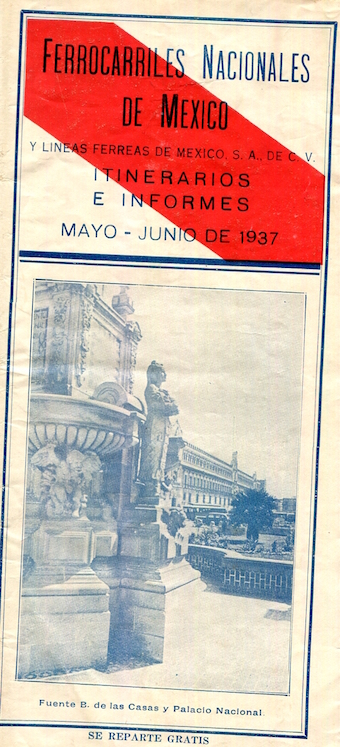 FERROCARRILES NACIONALES
DE MEXICO
Y LINEAS FERREAS DE MEXICO, S. A., DE C. V.
ITINERARIOS
E INFORMES
MAYO - JUNIO DE 1937
Fuente B. de las Casas y Palacio Nacional.
SE REPARTE GRATIS